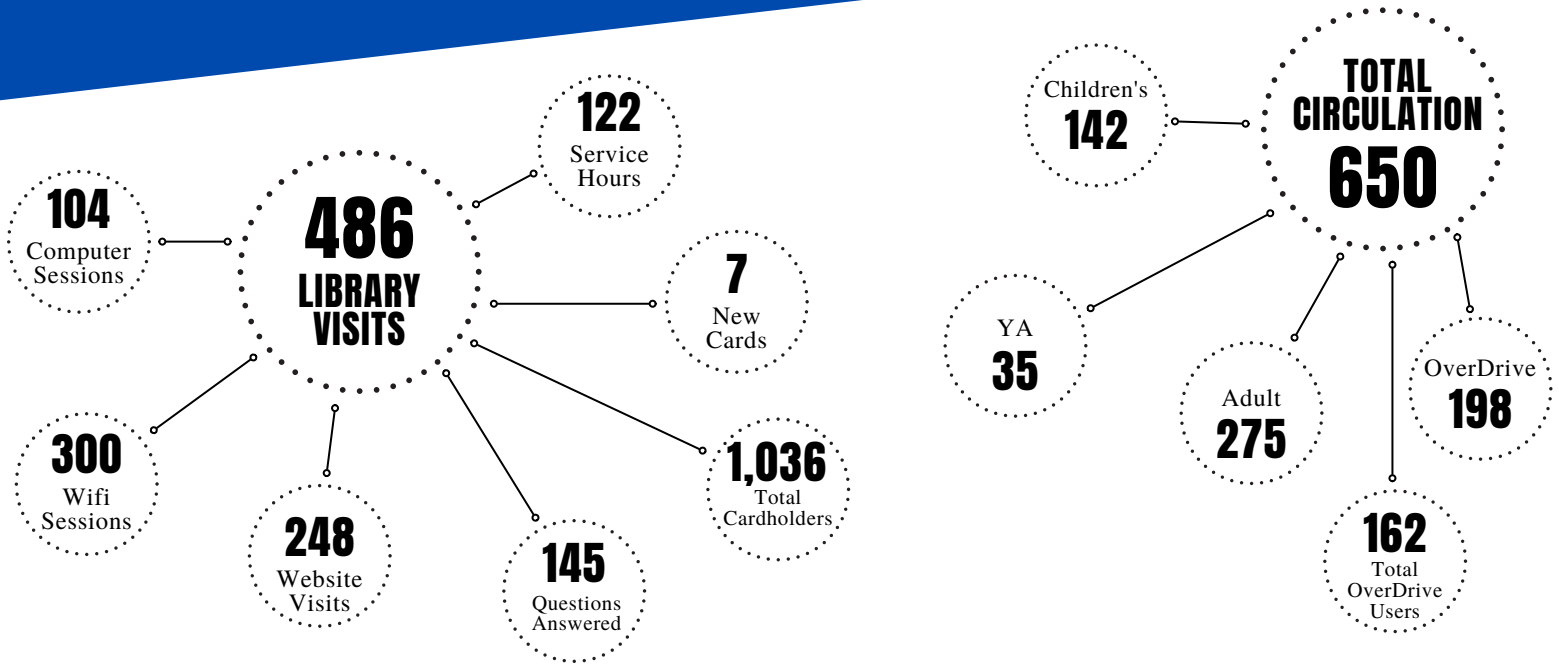 486
LIBRARY
VISITS
122
Service
Hours
104
Computer
Sessions
7
New
Cards
300
Wifi
Sessions
248
Website
Visits
145
Questions
Answered
1,036
Total
Cardholders
TOTAL
CIRCULATION
650
Children's
142
YA
35
Adult
275
OverDrive
198
162
Total
OverDrive
Users